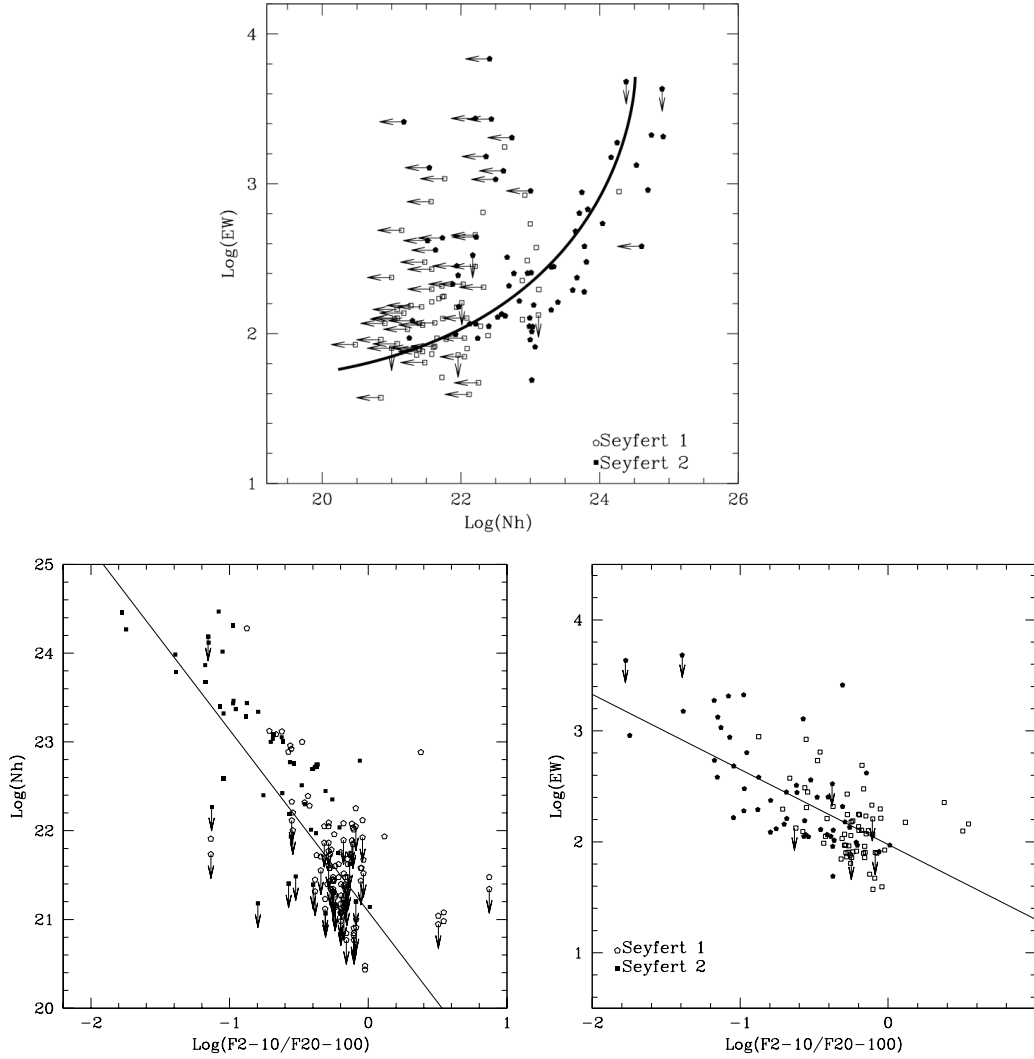 4
3
2
1
Log(EW)
Seyfert 1
Seyfert 2
20 22 24 26
Log(Nh)
25
24
23
22
21
20
Log(Nh)
-2 -1 0 1
Log(F2-10/F20-100)
4
3
2
1
Log(EW)
Seyfert 1
Seyfert 2
-2 -1 0
Log(F2-10/F20-100)